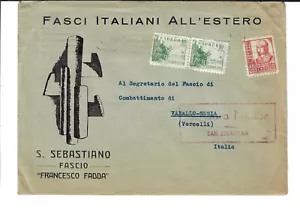 FASCI ITALIANI ALL'ESTERO
Al Segretario del Fascio di
Combattimento di
VARALLO-SESIA
(Vercelli)
Italia
S. SEBASTIANO
FASCIO
"FRANCESCO FADDA"